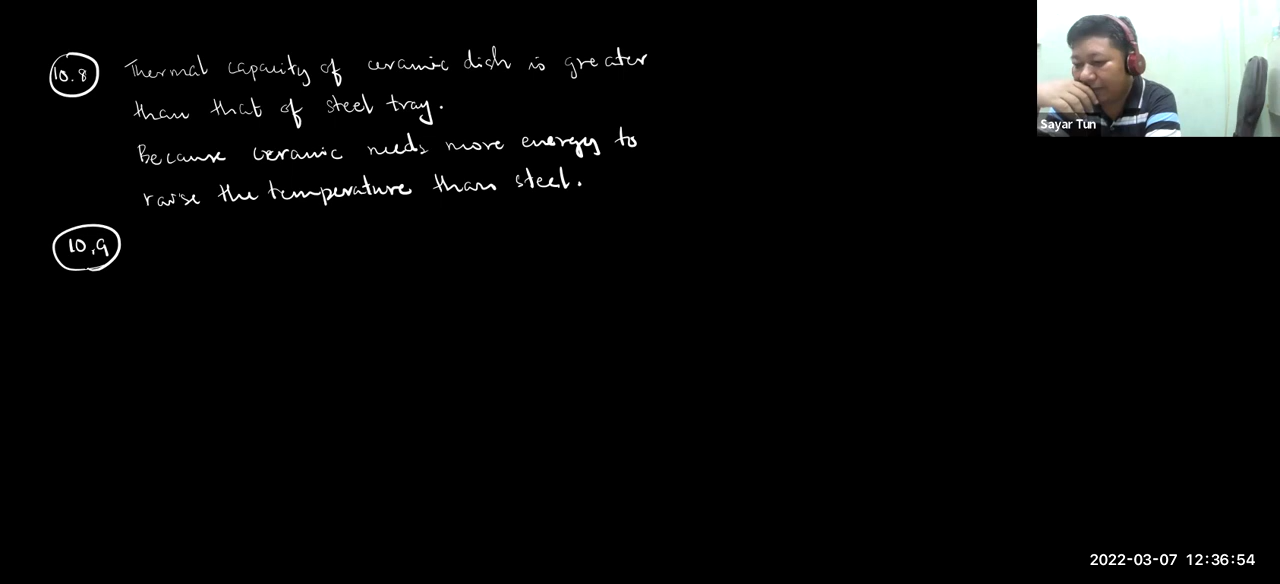 10.8 Thermal capacity of ceramic dish is greater
than that of steel tray.
Because ceramic needs more energy to
raise the temperature than steel.
10.9
Sayar Tun
2022-03-07 12:36:54